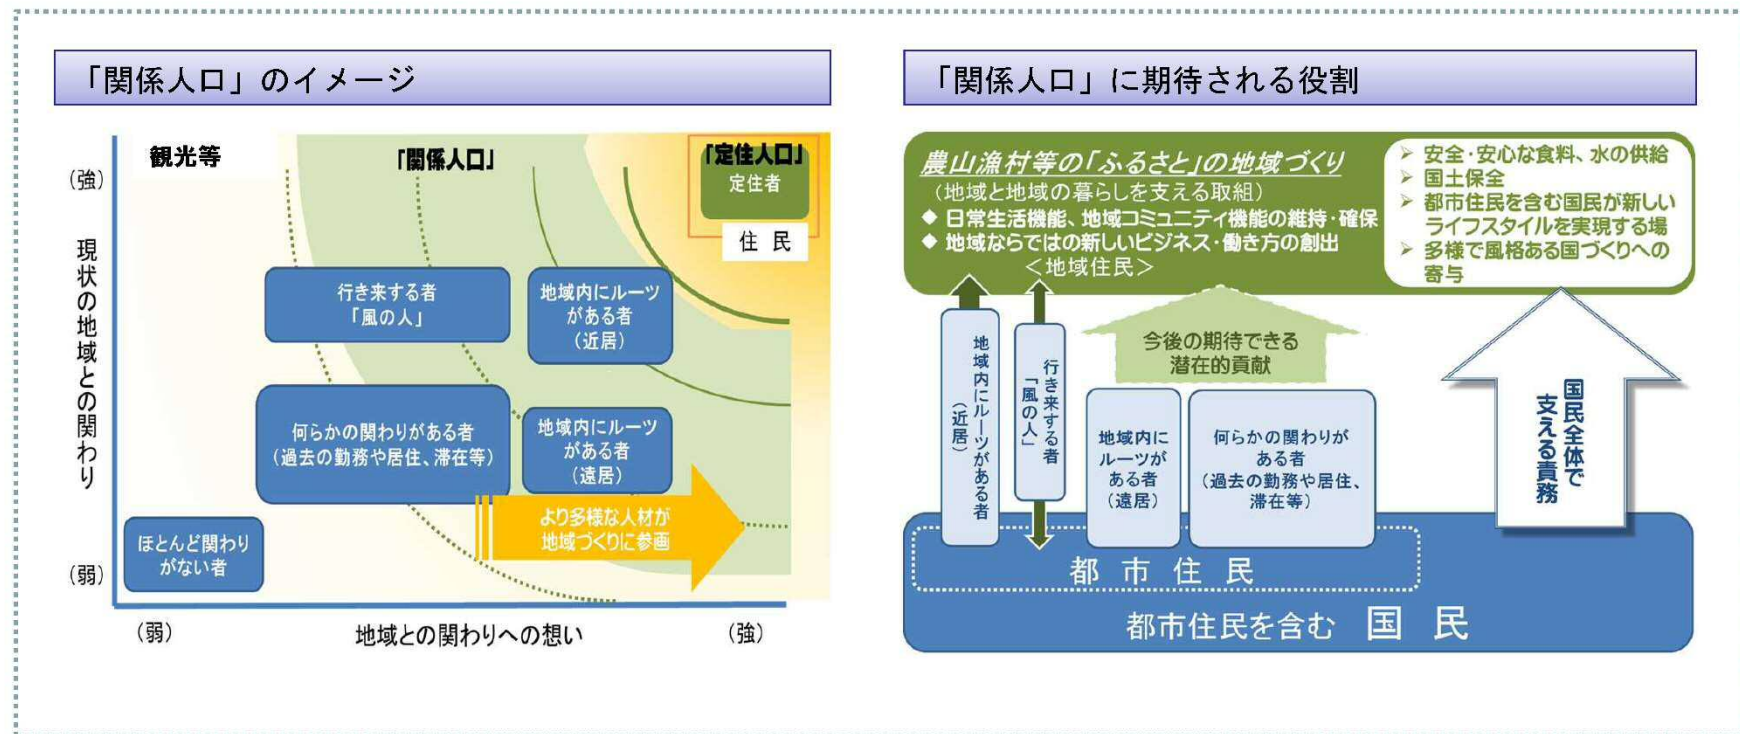 「関係人口」のイメージ
観光等
「関係人口」
「定住人口」
定住者
住 民
（強）
現状の地域との関わり
（弱）
行き来する者
「風の人」
地域内にルーツ
がある者
（近居）
何らかの関わりがある者
（過去の勤務や居住、滞在等）
地域内にルーツ
がある者
（遠居）
より多様な人材が
地域づくりに参画
ほとんど関わり
がない者
（弱）
地域との関わりへの想い
（強）
「関係人口」に期待される役割
農山漁村等の「ふるさと」の地域づくり
（地域と地域の暮らしを支える取組）
◆ 日常生活機能、地域コミュニティ機能の維持・確保
◆ 地域ならではの新しいビジネス・働き方の創出
＜地域住民＞
➢ 安全・安心な食料、水の供給
➢ 国土保全
➢ 都市住民を含む国民が新しい
ライフスタイルを実現する場
➢ 多様で風格ある国づくりへの
寄与
地域内にルーツがある者
（近居）
行き来する者
「風の人」
今後の期待できる
潜在的貢献
地域内に
ルーツが
ある者
（遠居）
何らかの関わりが
ある者
（過去の勤務や居住、
滞在等）
国民全体で
支える責務
都 市 住 民
都市住民を含む 国 民